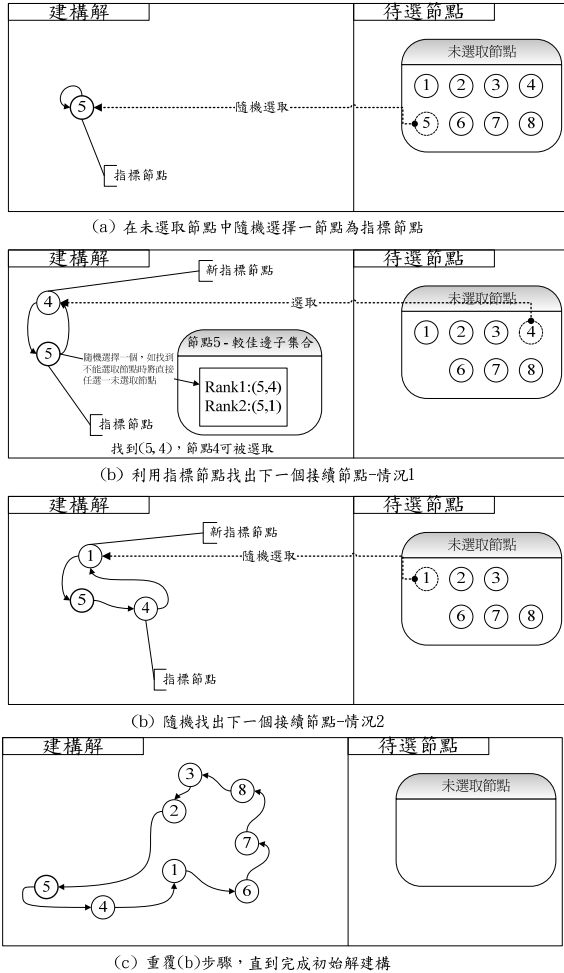 建構解
待選節點
未選取節點
1 2 3 4
5 6 7 8
5
隨機選取
指標節點
(a) 在未選取節點中隨機選擇一節點為指標節點
建構解
待選節點
新指標節點
未選取節點
4
選取
1 2 3 4
6 7 8
5
隨機選擇一個，如找到
不能選取節點時將直接
任選一未選取節點
節點5-較佳邊子集合
Rank1:(5,4)
Rank2:(5,1)
指標節點
找到(5,4)，節點4可被選取
(b) 利用指標節點找出下一個接續節點-情況1
建構解
待選節點
新指標節點
未選取節點
1
隨機選取
1 2 3
6 7 8
5
4
指標節點
(b) 隨機找出下一個接續節點-情況2
建構解
待選節點
未選取節點
3
8
2
7
1
5
6
4
(c) 重覆(b)步驟，直到完成初始解建構